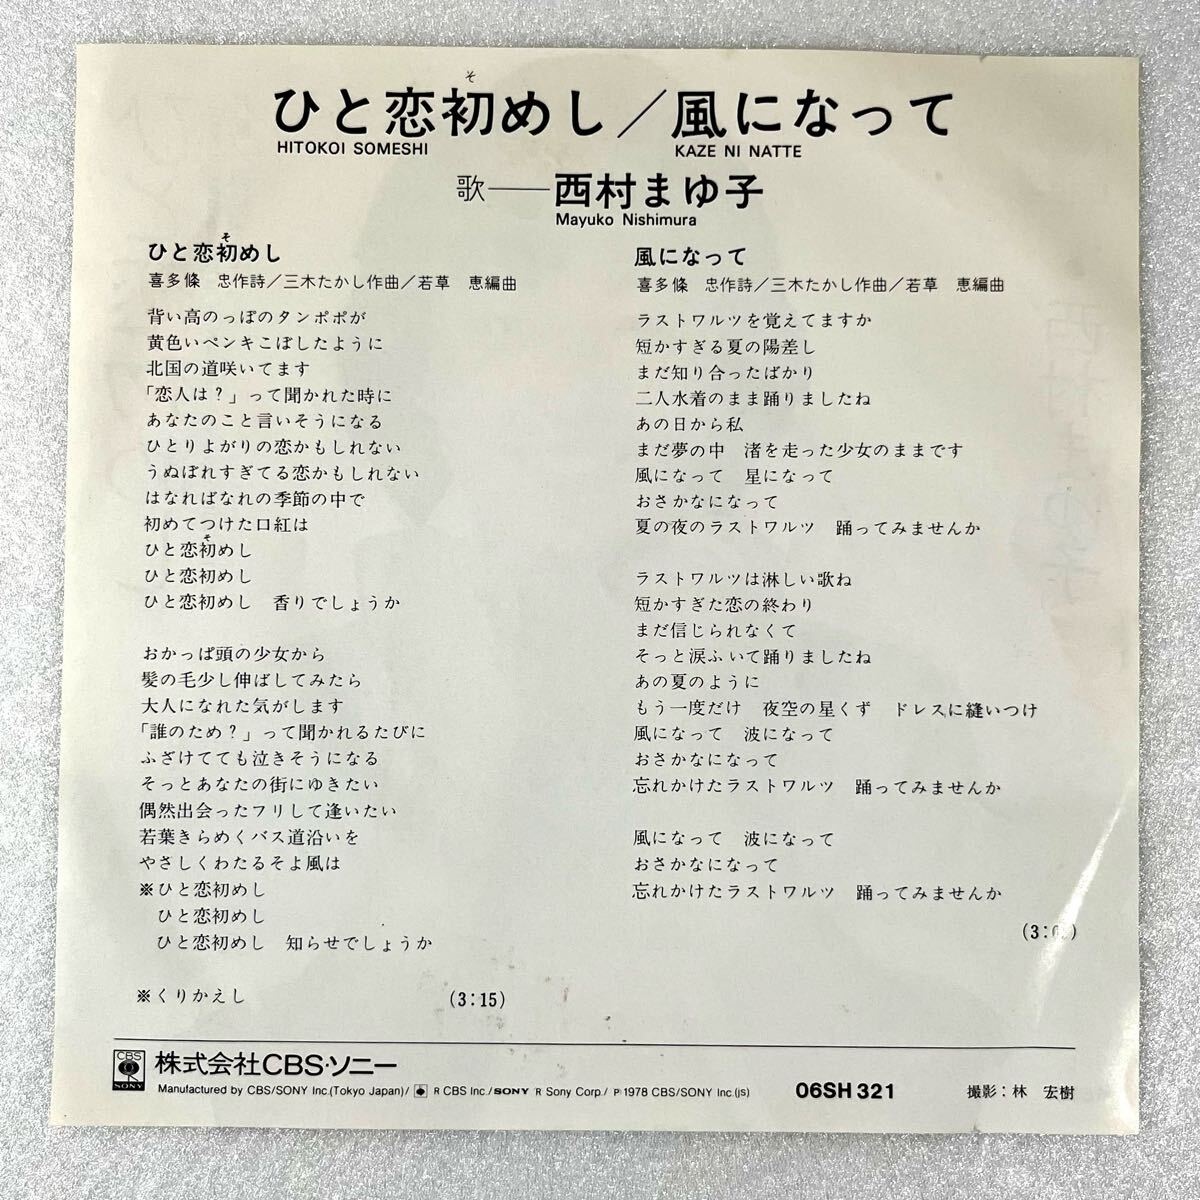 ひと恋初めし／風になって
そ
HITOKOI SOMESHI
KAZE NI NATTE
歌──西村まゆ子
Mayuko Nishimura
そ
ひと恋初めし
喜多條　忠作詩／三木たかし作曲／若草　恵編曲
背い高のっぽのタンポポが
黄色いペンキこぼしたように
北国の道咲いてます
「恋人は？」って聞かれた時に
あなたのこと言いそうになる
ひとりよがりの恋かもしれない
うぬぼれすぎてる恋かもしれない
はなればなれの季節の中で
初めてつけた口紅は
そ
ひと恋初めし
ひと恋初めし
ひと恋初めし　香りでしょうか
おかっぱ頭の少女から
髪の毛少し伸ばしてみたら
大人になれた気がします
「誰のため？」って聞かれるたびに
ふざけてても泣きそうになる
そっとあなたの街にゆきたい
偶然出会ったフリして逢いたい
若葉きらめくバス道沿いを
やさしくわたるそよ風は
※ひと恋初めし
ひと恋初めし
ひと恋初めし　知らせでしょうか
※くりかえし　(3:15)
風になって
喜多條　忠作詩／三木たかし作曲／若草　恵編曲
ラストワルツを覚えてますか
短かすぎる夏の陽差し
まだ知り合ったばかり
二人水着のまま踊りましたね
あの日から私
まだ夢の中　渚を走った少女のままです
風になって　星になって
おさかなになって
夏の夜のラストワルツ　踊ってみませんか
ラストワルツは淋しい歌ね
短かすぎた恋の終わり
まだ信じられなくて
そっと涙ふいて踊りましたね
あの夏のように
もう一度だけ　夜空の星くず　ドレスに縫いつけ
風になって　波になって
おさかなになって
忘れかけたラストワルツ　踊ってみませんか
風になって　波になって
おさかなになって
忘れかけたラストワルツ　踊ってみませんか
CBS
SONY
株式会社CBS・ソニー
Manufactured by CBS/SONY Inc.(Tokyo Japan)/ R CBS Inc./SONY R Sony Corp./ P 1978 CBS/SONY Inc.(js)
06SH 321
撮影：林　宏樹